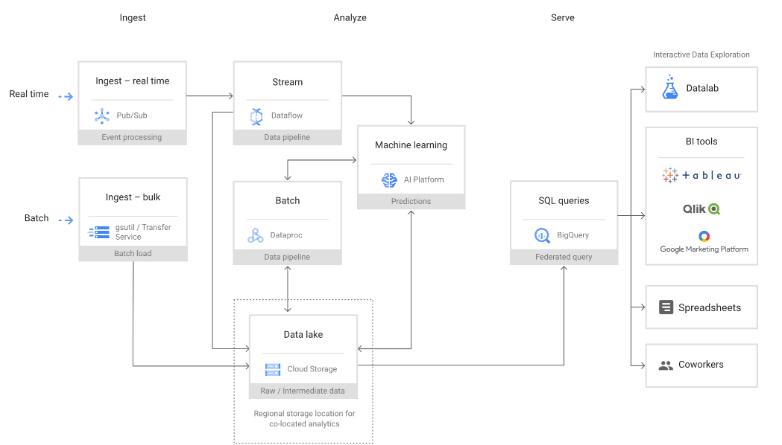 Ingest
Analyze
Serve
Interactive Data Exploration
Real time
Ingest – real time
Pub/Sub
Event processing
Stream
Dataflow
Data pipeline
Machine learning
AI Platform
Predictions
Batch
Ingest – bulk
gsutil / Transfer
Service
Batch load
Batch
Dataproc
Data pipeline
Data lake
Cloud Storage
Raw / Intermediate data
Regional storage location for
co-located analytics
SQL queries
BigQuery
Federated query
Datalab
BI tools
+ableau
Qlik
Google Marketing Platform
Spreadsheets
Coworkers